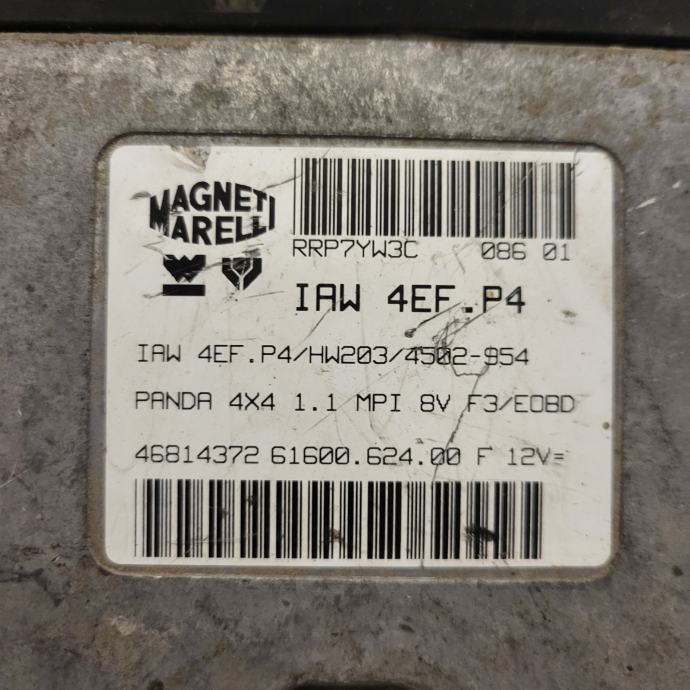 MAGNETI
MARELLI
RRP7YW3C 086 01
IAW 4EF.P4
IAW 4EF.P4/HW203/4502-S54
PANDA 4X4 1.1 MPI 8V F3/EOBD
46814372 61600.624.00 F 12V=